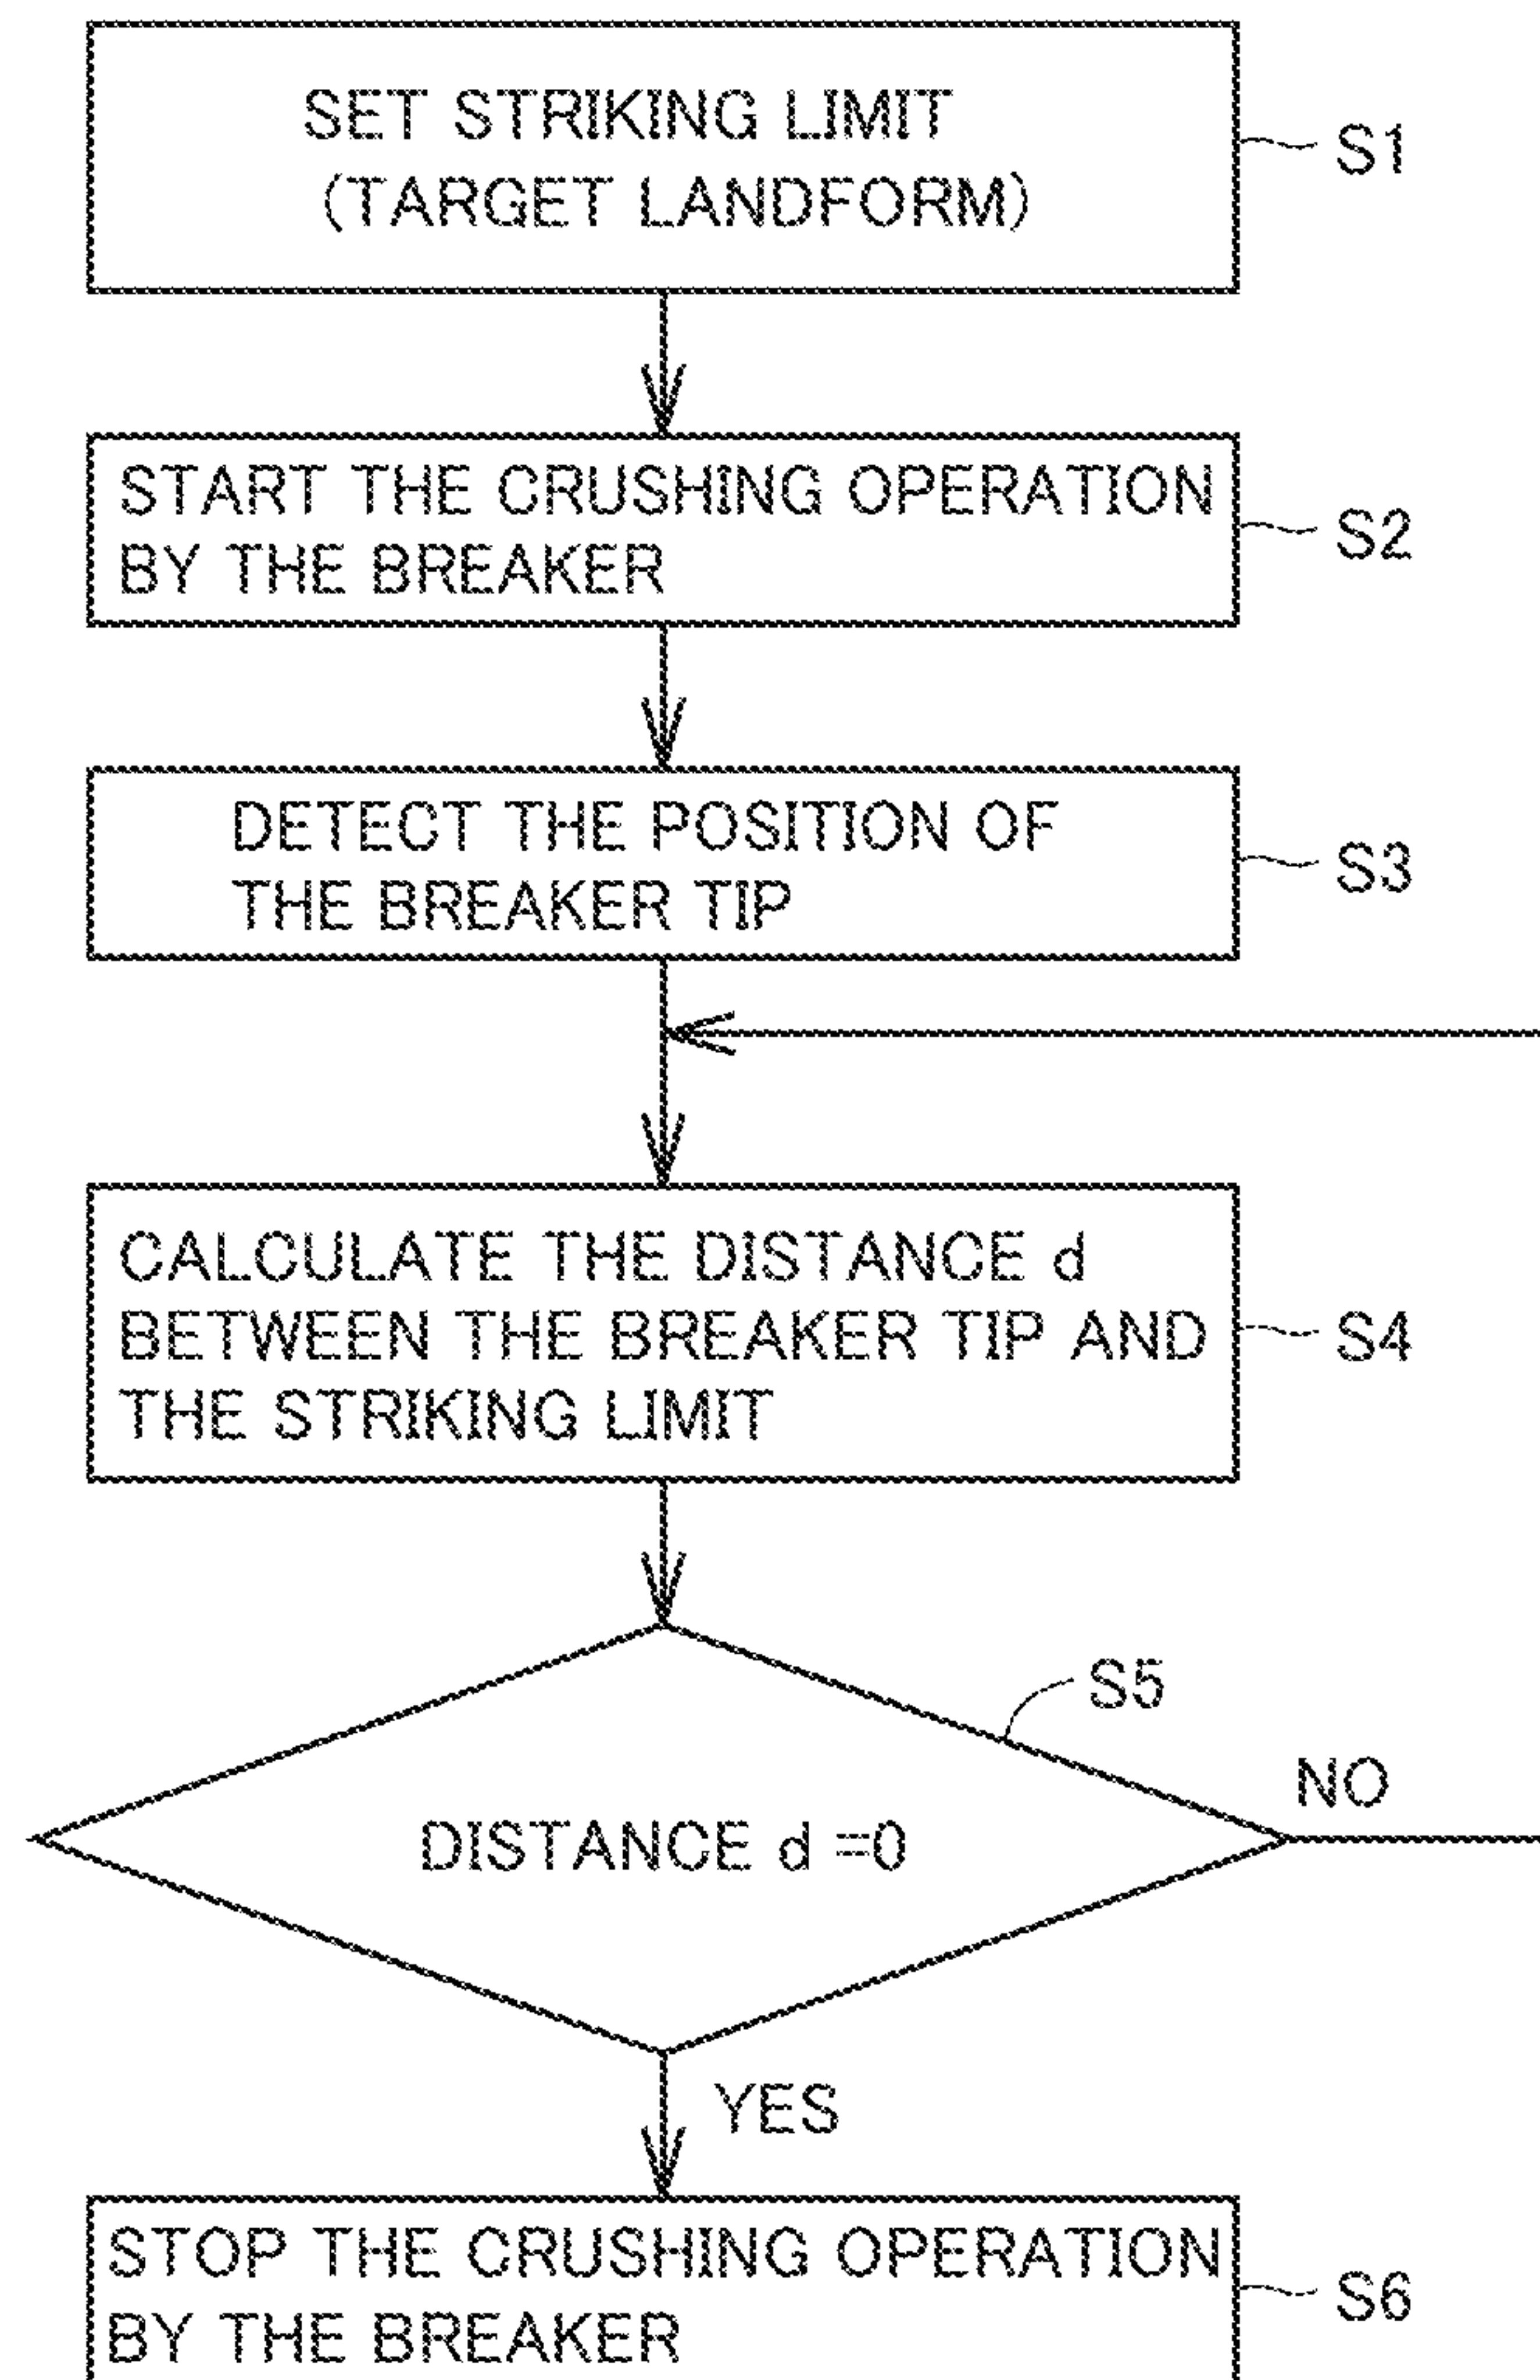 SET STRIKING LIMIT
(TARGET LANDFORM)
S1
START THE CRUSHING OPERATION
BY THE BREAKER
S2
DETECT THE POSITION OF
THE BREAKER TIP
S3
CALCULATE THE DISTANCE d
BETWEEN THE BREAKER TIP AND
THE STRIKING LIMIT
S4
S5
DISTANCE d =0
NO
YES
STOP THE CRUSHING OPERATION
BY THE BREAKER
S6